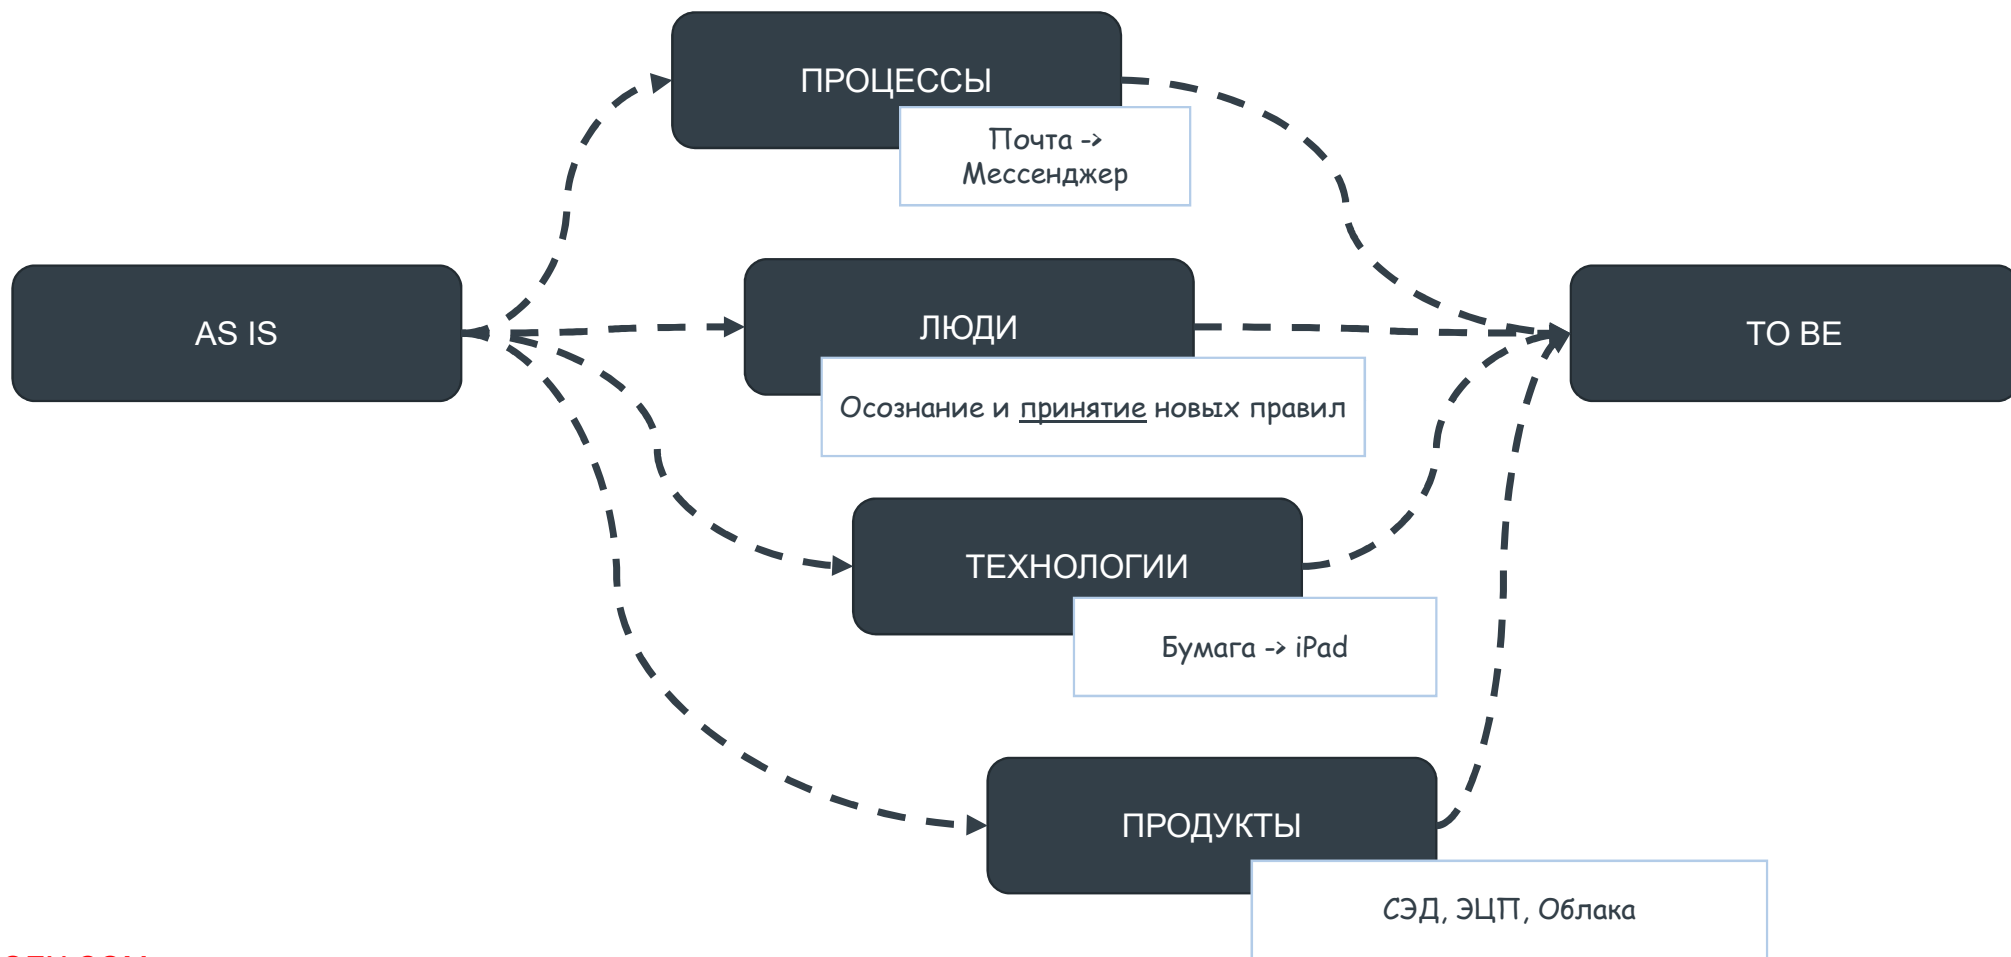 ПРОЦЕССЫ
Почта ->
Мессенджер
AS IS
ЛЮДИ
TO BE
Осознание и принятие новых правил
ТЕХНОЛОГИИ
Бумага -> iPad
ПРОДУКТЫ
СЭД, ЭЦП, Облака